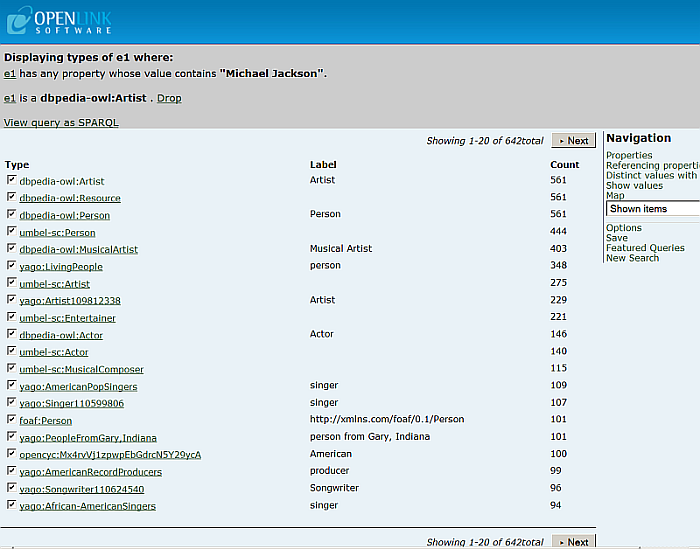 OPENLINK
SOFTWARE
Displaying types of e1 where:
e1 has any property whose value contains "Michael Jackson".
e1 is a dbpedia-owl:Artist . Drop
View query as SPARQL
Showing 1-20 of 642total Next
Type Label Count
dbpedia-owl:Artist Artist 561
dbpedia-owl:Resource 561
dbpedia-owl:Person Person 561
umbel-sc:Person 444
dbpedia-owl:MusicalArtist Musical Artist 403
yago:LivingPeople person 348
umbel-sc:Artist 275
yago:Artist109812338 Artist 229
umbel-sc:Entertainer 221
dbpedia-owl:Actor Actor 146
umbel-sc:Actor 140
umbel-sc:MusicalComposer 115
yago:AmericanPopSingers singer 109
yago:Singer110599806 singer 107
foaf:Person http://xmlns.com/foaf/0.1/Person 101
yago:PeopleFromGary,Indiana person from Gary, Indiana 101
opencyc:Mx4rvVj1zpwpEbGdrcN5Y29ycA American 100
yago:AmericanRecordProducers producer 99
yago:Songwriter110624540 Songwriter 96
yago:African-AmericanSingers singer 94
Showing 1-20 of 642total Next
Navigation
Properties
Referencing properti
Distinct values with
Show values
Map
Shown items
Options
Save
Featured Queries
New Search